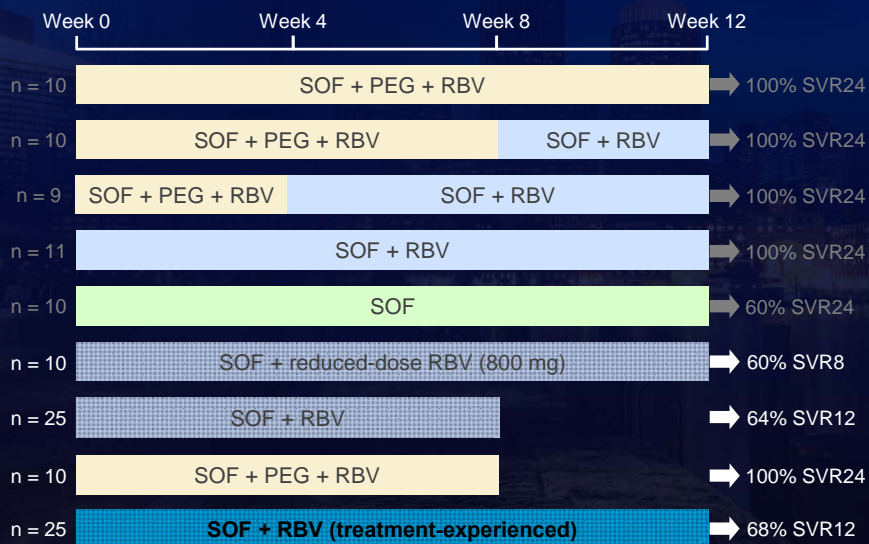 Week 0 Week 4 Week 8 Week 12
n = 10 SOF + PEG + RBV 100% SVR24
n = 10 SOF + PEG + RBV SOF + RBV 100% SVR24
n = 9 SOF + PEG + RBV SOF + RBV 100% SVR24
n = 11 SOF + RBV 100% SVR24
n = 10 SOF 60% SVR24
n = 10 SOF + reduced-dose RBV (800 mg) 60% SVR8
n = 25 SOF + RBV 64% SVR12
n = 10 SOF + PEG + RBV 100% SVR24
n = 25 SOF + RBV (treatment-experienced) 68% SVR12